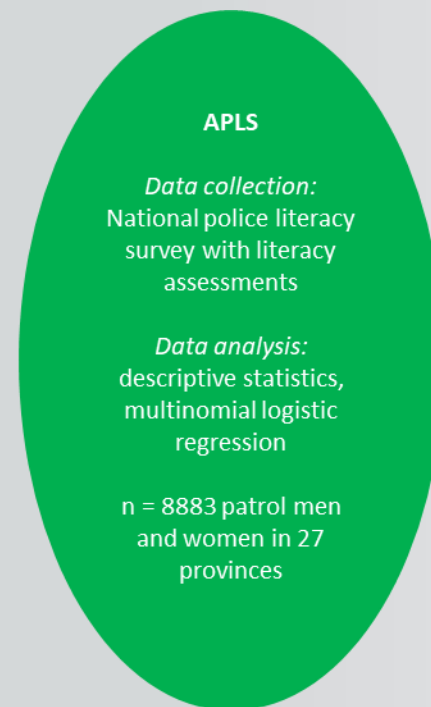 APLS
Data collection:
National police literacy
survey with literacy
assessments
Data analysis:
descriptive statistics,
multinomial logistic
regression
n = 8883 patrol men
and women in 27
provinces